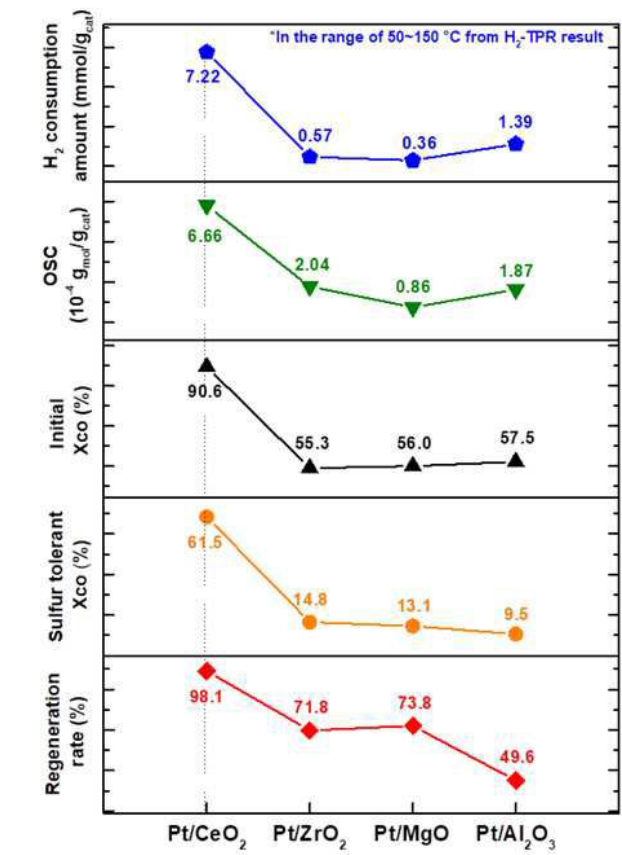 H₂ consumption
amount (mmol/g_cat)
*In the range of 50~150 °C from H₂-TPR result
7.22
0.57
0.36
1.39
OSC
(10⁻⁴ g_mol/g_cat)
6.66
2.04
0.86
1.87
Initial
Xco (%)
90.6
55.3
56.0
57.5
Sulfur tolerant
Xco (%)
61.5
14.8
13.1
9.5
Regeneration
rate (%)
98.1
71.8
73.8
49.6
Pt/CeO₂ Pt/ZrO₂ Pt/MgO Pt/Al₂O₃